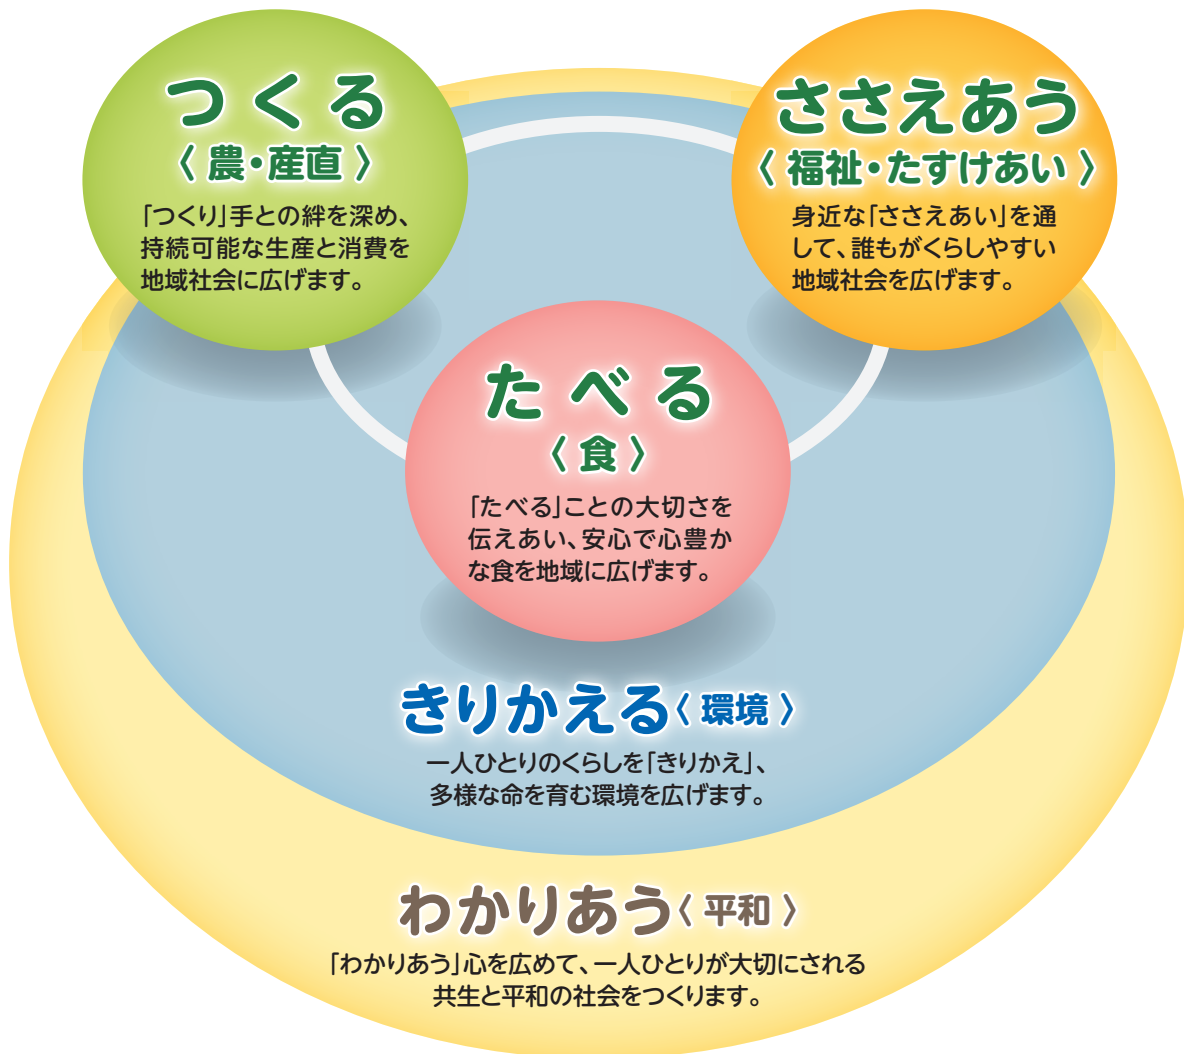 つくる
〈 農・産直 〉
「つくり」手との絆を深め、
持続可能な生産と消費を
地域社会に広げます。
ささえあう
〈 福祉・たすけあい 〉
身近な「ささえあい」を通
して、誰もがくらしやすい
地域社会を広げます。
たべる
〈 食 〉
「たべる」ことの大切さを
伝えあい、安心で心豊か
な食を地域に広げます。
きりかえる〈 環境 〉
一人ひとりのくらしを「きりかえ」、
多様な命を育む環境を広げます。
わかりあう〈 平和 〉
「わかりあう」心を広めて、一人ひとりが大切にされる
共生と平和の社会をつくります。